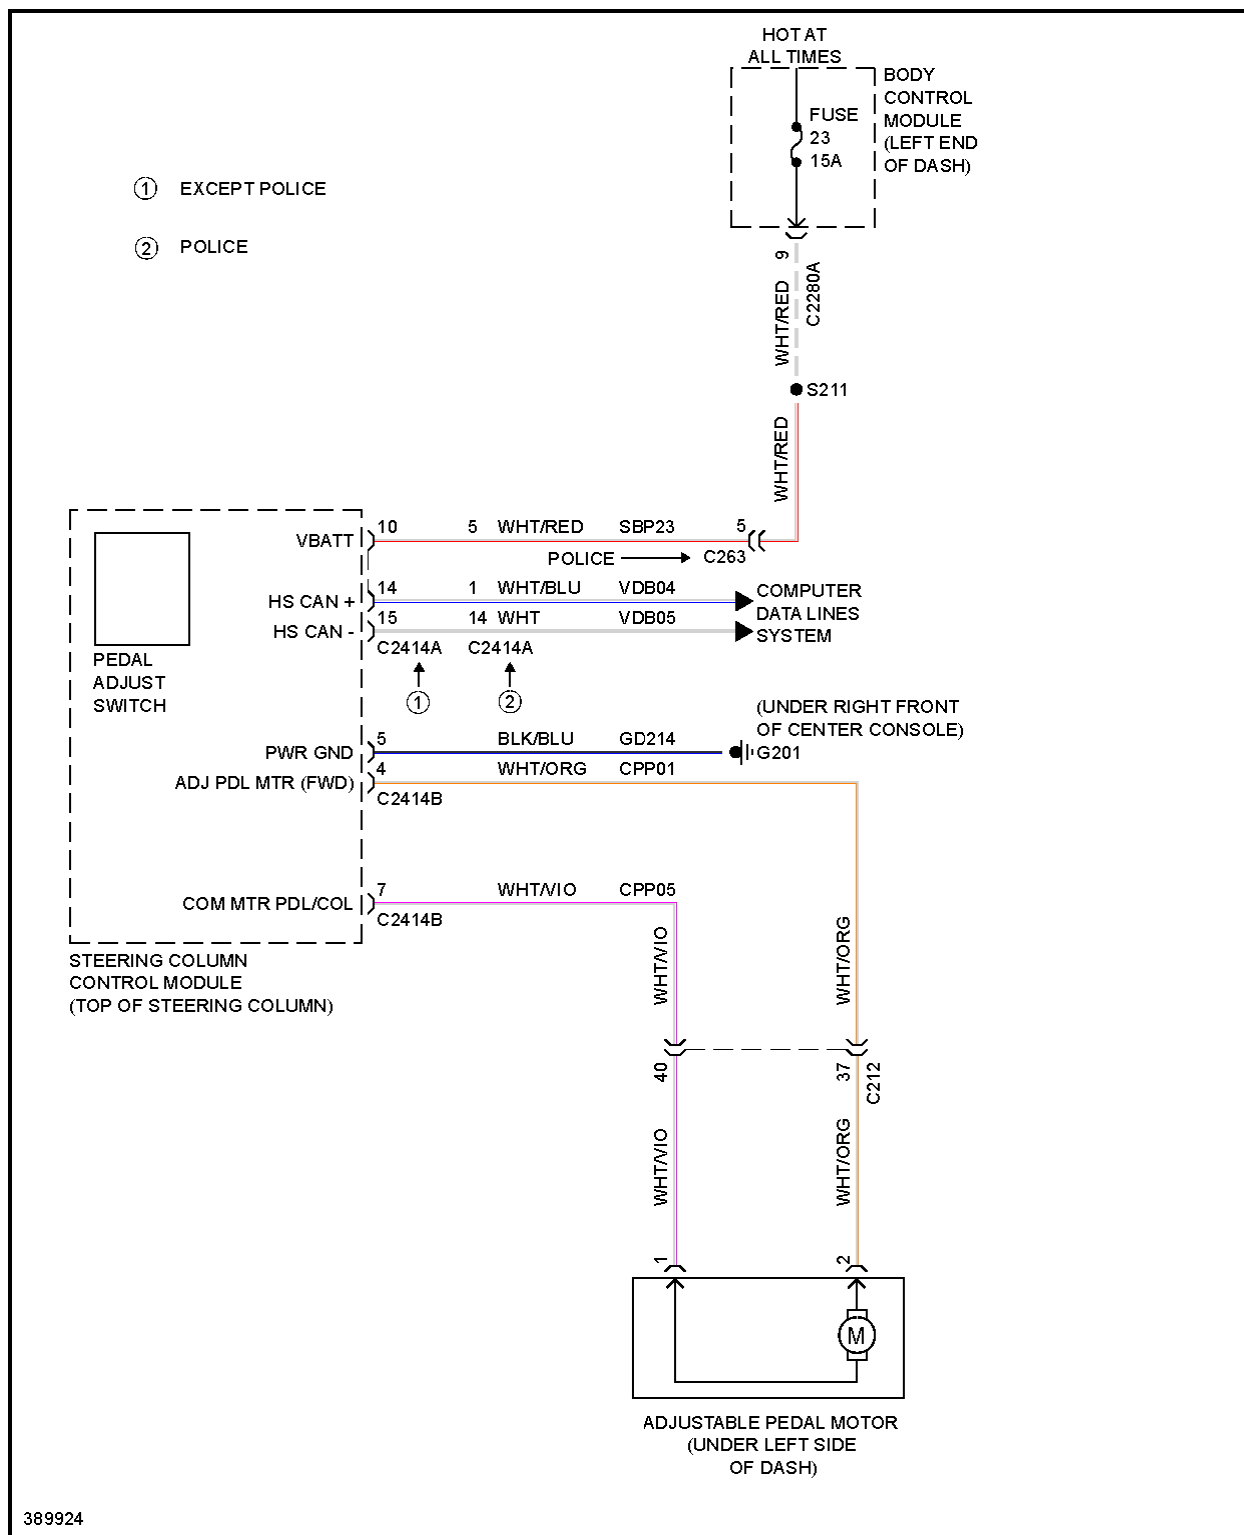 HOT AT
ALL TIMES
BODY
CONTROL
MODULE
(LEFT END
OF DASH)
FUSE
23
15A
1 EXCEPT POLICE
2 POLICE
9
C2280A
WHT/RED
S211
WHT/RED
VBATT 10 5 WHT/RED SBP23 5
POLICE C263
HS CAN + 14 1 WHT/BLU VDB04
HS CAN - 15 14 WHT VDB05
COMPUTER
DATA LINES
SYSTEM
C2414A C2414A
1 2
PEDAL
ADJUST
SWITCH
(UNDER RIGHT FRONT
OF CENTER CONSOLE)
PWR GND 5 BLK/BLU GD214 G201
ADJ PDL MTR (FWD) 4 WHT/ORG CPP01
C2414B
COM MTR PDL/COL 7 WHT/VIO CPP05
C2414B
STEERING COLUMN
CONTROL MODULE
(TOP OF STEERING COLUMN)
WHT/VIO WHT/ORG
40 37 C212
WHT/VIO WHT/ORG
1 2
M
ADJUSTABLE PEDAL MOTOR
(UNDER LEFT SIDE
OF DASH)
389924